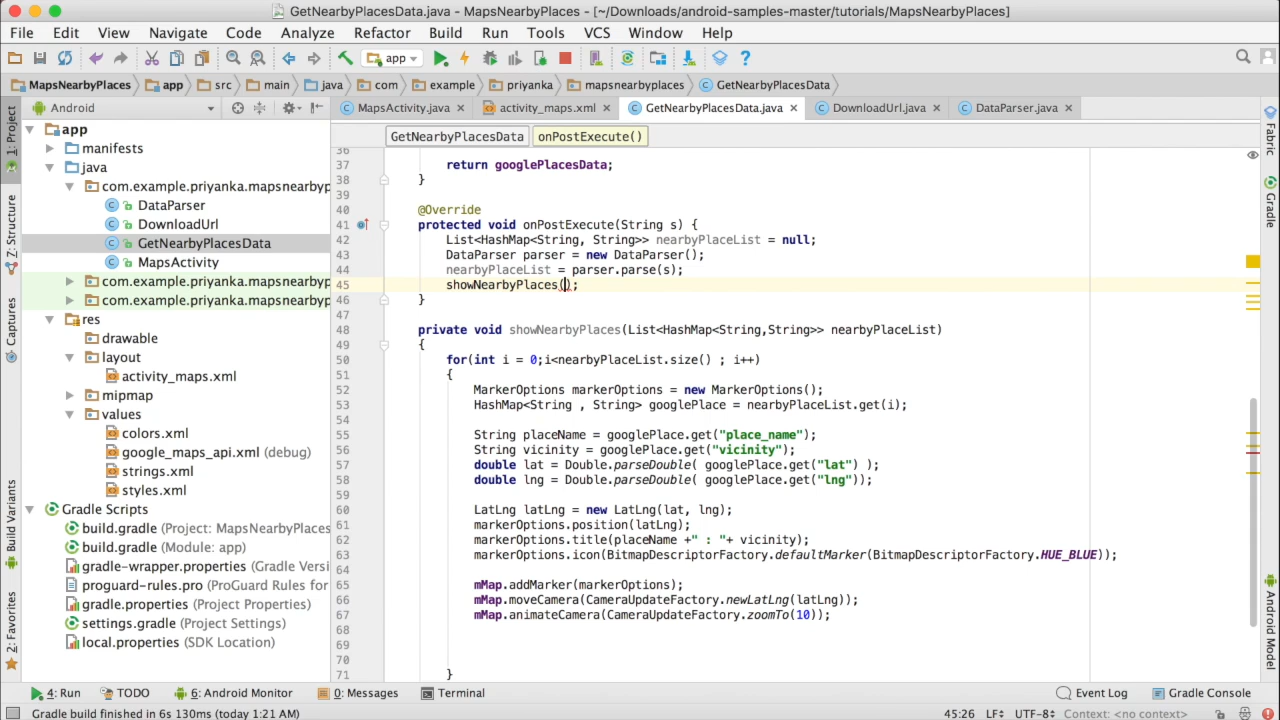 GetNearbyPlacesData.java - MapsNearbyPlaces - [~/Downloads/android-samples-master/tutorials/MapsNearbyPlaces]
File Edit View Navigate Code Analyze Refactor Build Run Tools VCS Window Help
app
MapsNearbyPlaces app src main java com example priyanka mapsnearbyplaces GetNearbyPlacesData
Android
MapsActivity.java activity_maps.xml GetNearbyPlacesData.java DownloadUrl.java DataParser.java
GetNearbyPlacesData onPostExecute()
1: Project
Z: Structure
Captures
Build Variants
2: Favorites
app
manifests
java
com.example.priyanka.mapsnearbyp
DataParser
DownloadUrl
GetNearbyPlacesData
MapsActivity
com.example.priyanka.mapsnearbyp
com.example.priyanka.mapsnearbyp
res
drawable
layout
activity_maps.xml
mipmap
values
colors.xml
google_maps_api.xml (debug)
strings.xml
styles.xml
Gradle Scripts
build.gradle (Project: MapsNearbyPlaces
build.gradle (Module: app)
gradle-wrapper.properties (Gradle Versi
proguard-rules.pro (ProGuard Rules for
gradle.properties (Project Properties)
settings.gradle (Project Settings)
local.properties (SDK Location)
36
37 return googlePlacesData;
38 }
39
40 @Override
41 protected void onPostExecute(String s) {
42 List<HashMap<String, String>> nearbyPlaceList = null;
43 DataParser parser = new DataParser();
44 nearbyPlaceList = parser.parse(s);
45 showNearbyPlaces();
46 }
47
48 private void showNearbyPlaces(List<HashMap<String,String>> nearbyPlaceList)
49 {
50 for(int i = 0;i<nearbyPlaceList.size() ; i++)
51 {
52 MarkerOptions markerOptions = new MarkerOptions();
53 HashMap<String , String> googlePlace = nearbyPlaceList.get(i);
54
55 String placeName = googlePlace.get("place_name");
56 String vicinity = googlePlace.get("vicinity");
57 double lat = Double.parseDouble( googlePlace.get("lat") );
58 double lng = Double.parseDouble( googlePlace.get("lng"));
59
60 LatLng latLng = new LatLng(lat, lng);
61 markerOptions.position(latLng);
62 markerOptions.title(placeName +" : "+ vicinity);
63 markerOptions.icon(BitmapDescriptorFactory.defaultMarker(BitmapDescriptorFactory.HUE_BLUE));
64
65 mMap.addMarker(markerOptions);
66 mMap.moveCamera(CameraUpdateFactory.newLatLng(latLng));
67 mMap.animateCamera(CameraUpdateFactory.zoomTo(10));
68
69
70
71 }
Fabric
Gradle
Android Model
4: Run TODO 6: Android Monitor 0: Messages Terminal Event Log Gradle Console
Gradle build finished in 6s 130ms (today 1:21 AM) 45:26 LF UTF-8 Context: <no context>